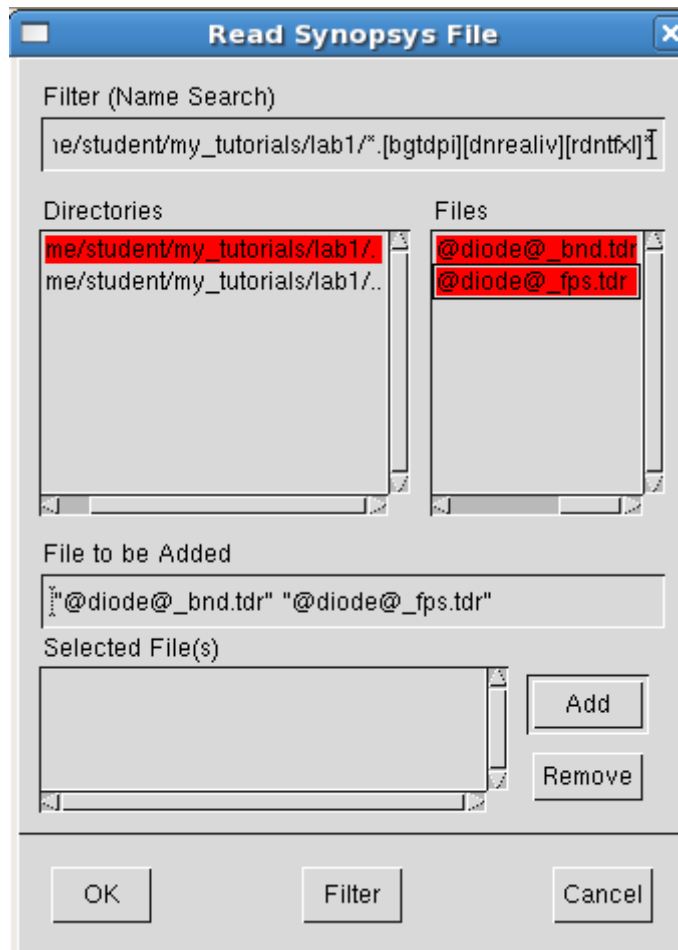 Read Synopsys File
Filter (Name Search)
ne/student/my_tutorials/lab1/*.[bgtdpi][dnrealiv][rdntfxl]*
Directories
Files
me/student/my_tutorials/lab1/.
me/student/my_tutorials/lab1/..
@diode@_bnd.tdr
@diode@_fps.tdr
File to be Added
"@diode@_bnd.tdr" "@diode@_fps.tdr"
Selected File(s)
Add
Remove
OK
Filter
Cancel